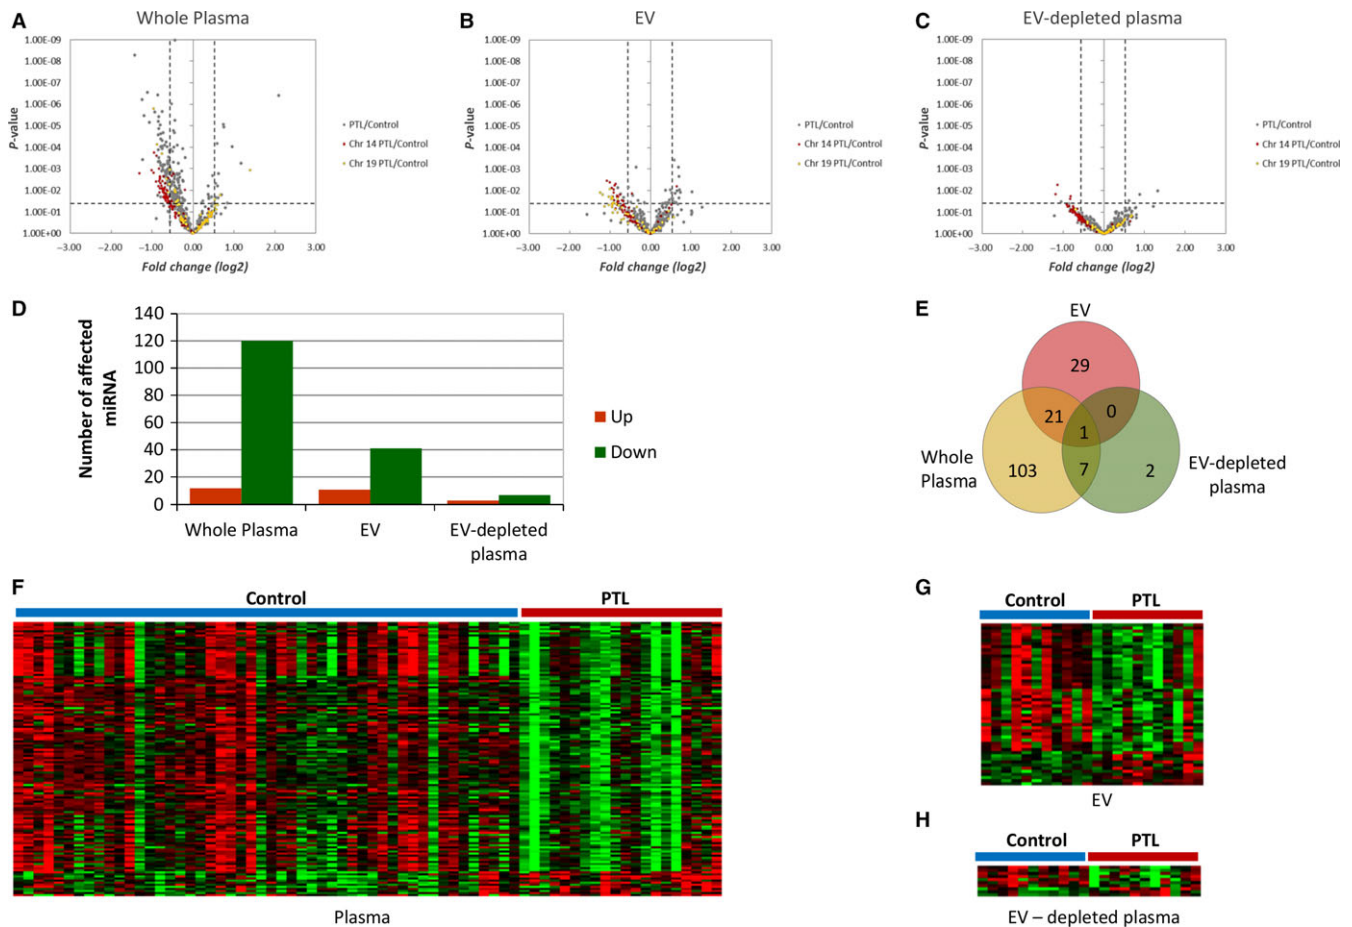 A
Whole Plasma
1.00E-09
1.00E-08
1.00E-07
1.00E-06
1.00E-05
1.00E-04
1.00E-03
1.00E-02
1.00E-01
1.00E+00
P-value
−3.00 −2.00 −1.00 0.00 1.00 2.00 3.00
Fold change (log2)
PTL/Control
Chr 14 PTL/Control
Chr 19 PTL/Control
B
EV
1.00E-09
1.00E-08
1.00E-07
1.00E-06
1.00E-05
1.00E-04
1.00E-03
1.00E-02
1.00E-01
1.00E+00
P-value
−3.00 −2.00 −1.00 0.00 1.00 2.00 3.00
Fold change (log2)
PTL/Control
Chr 14 PTL/Control
Chr 19 PTL/Control
C
EV-depleted plasma
1.00E-09
1.00E-08
1.00E-07
1.00E-06
1.00E-05
1.00E-04
1.00E-03
1.00E-02
1.00E-01
1.00E+00
P-value
−3.00 −2.00 −1.00 0.00 1.00 2.00 3.00
Fold change (log2)
PTL/Control
Chr 14 PTL/Control
Chr 19 PTL/Control
D
Number of affected
miRNA
140
120
100
80
60
40
20
0
Whole Plasma
EV
EV-depleted
plasma
Up
Down
E
EV
29
21
0
1
103
7
2
Whole
Plasma
EV-depleted
plasma
F
Control
PTL
Plasma
G
Control
PTL
EV
H
Control
PTL
EV – depleted plasma